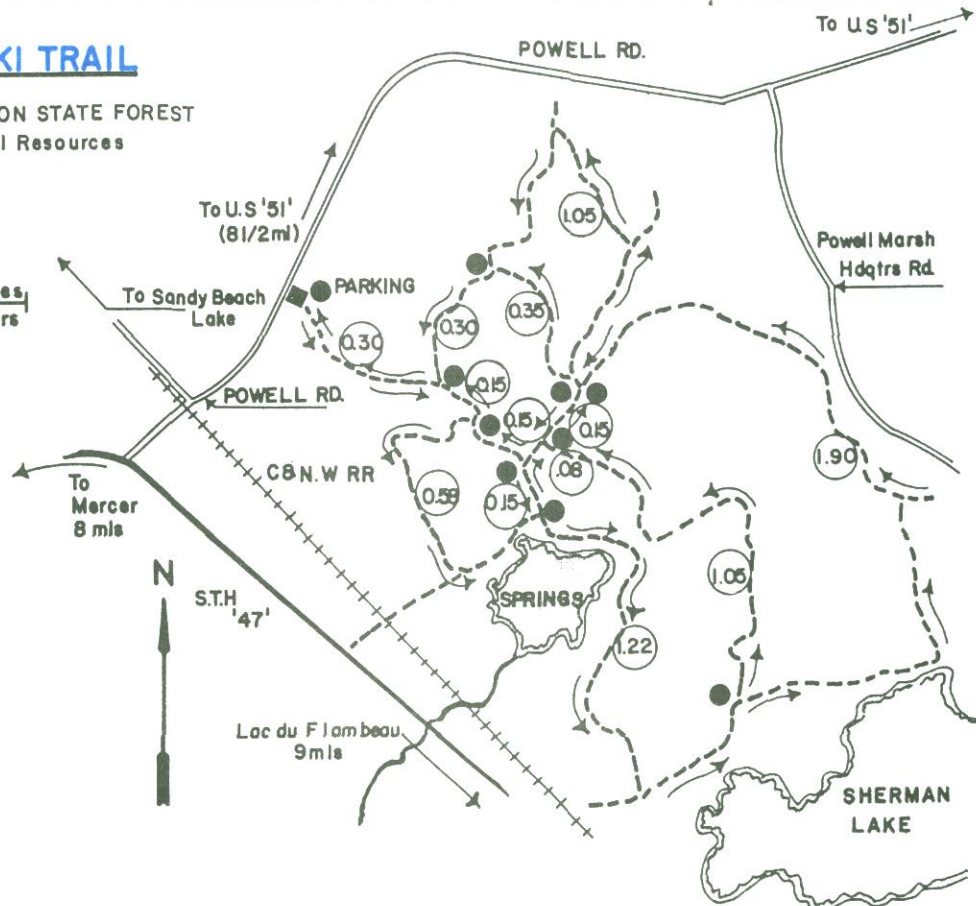 KI TRAIL
ON STATE FOREST
l Resources
es
rs
To U.S '51'
POWELL RD.
To U.S '51'
(81/2mi)
1.05
Powell Marsh
Hdqtrs Rd.
To Sandy Beach
Lake
PARKING
0.30
0.30
0.35
POWELL RD.
0.15
0.15
0.15
.08
1.90
C&N.W RR
To
Mercer
8 mls
0.58
0.15
N
S.T.H
'47'
SPRINGS
1.05
1.22
Lac du Flambeau
9mls
SHERMAN
LAKE